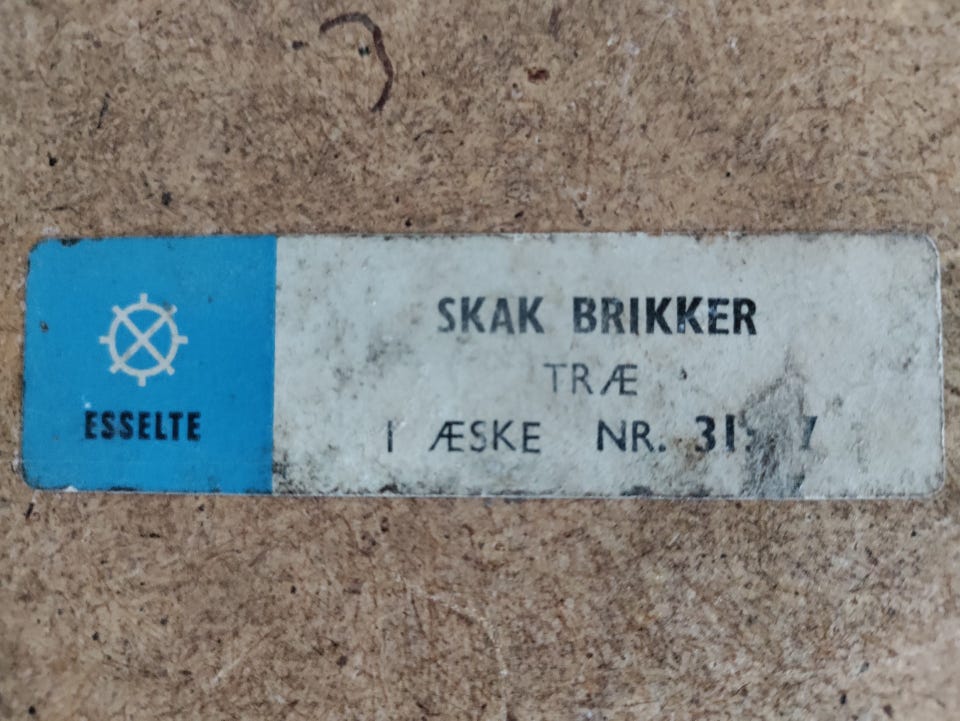 ESSELTE
SKAK BRIKKER
TRÆ
I ÆSKE NR.